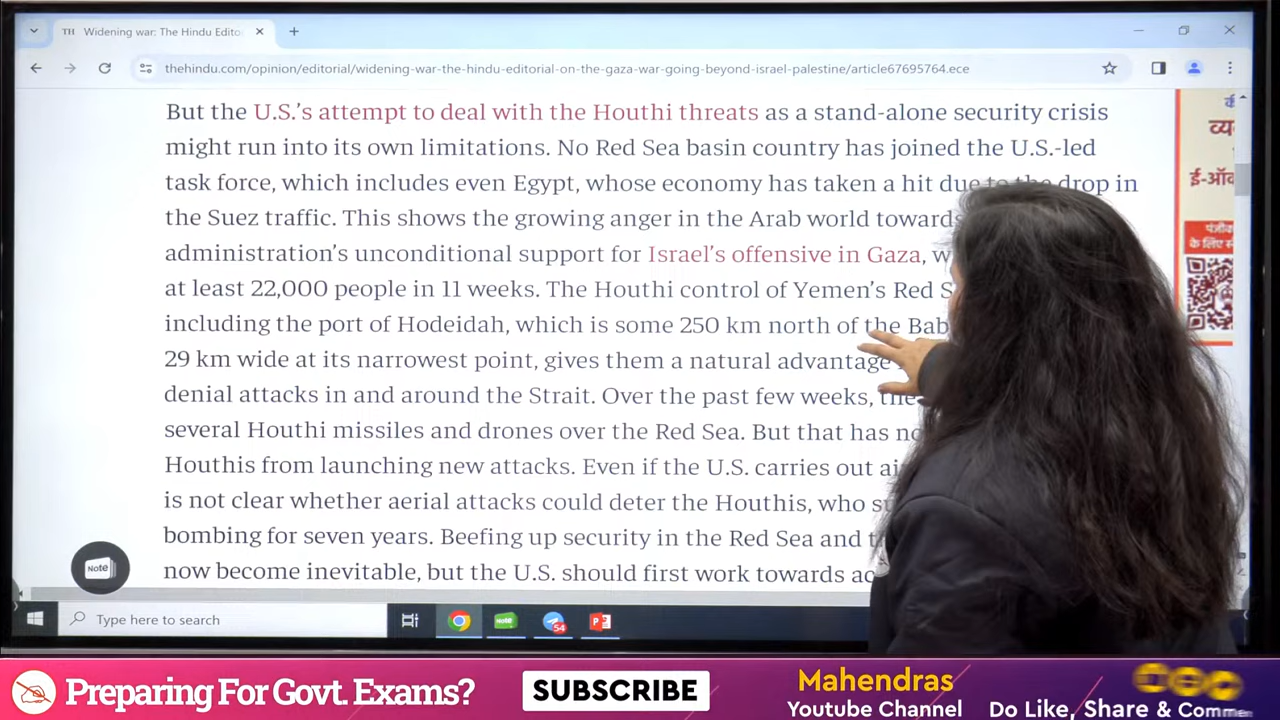 TH Widening war: The Hindu Edito
thehindu.com/opinion/editorial/widening-war-the-hindu-editorial-on-the-gaza-war-going-beyond-israel-palestine/article67695764.ece
But the U.S.'s attempt to deal with the Houthi threats as a stand-alone security crisis
might run into its own limitations. No Red Sea basin country has joined the U.S.-led
task force, which includes even Egypt, whose economy has taken a hit due to the drop in
the Suez traffic. This shows the growing anger in the Arab world towards
administration's unconditional support for Israel's offensive in Gaza, w
at least 22,000 people in 11 weeks. The Houthi control of Yemen's Red S
including the port of Hodeidah, which is some 250 km north of the Bab
29 km wide at its narrowest point, gives them a natural advantage
denial attacks in and around the Strait. Over the past few weeks, the
several Houthi missiles and drones over the Red Sea. But that has no
Houthis from launching new attacks. Even if the U.S. carries out ai
is not clear whether aerial attacks could deter the Houthis, who su
bombing for seven years. Beefing up security in the Red Sea and t
now become inevitable, but the U.S. should first work towards ac
व्य
ई-ऑ
पंजीक
के लिए स्
Note
Type here to search
Note
54
Preparing For Govt. Exams?
SUBSCRIBE
Mahendras
Youtube Channel
Do Like, Share & Comme